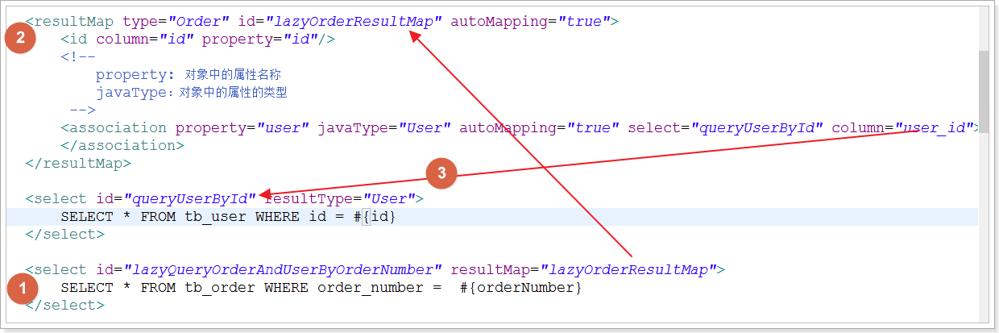 <resultMap type="Order" id="lazyOrderResultMap" autoMapping="true">
2
<id column="id" property="id"/>
<!--
property: 对象中的属性名称
javaType：对象中的属性的类型
-->
<association property="user" javaType="User" autoMapping="true" select="queryUserById" column="user_id">
</association>
</resultMap>
3
<select id="queryUserById" resultType="User">
SELECT * FROM tb_user WHERE id = #{id}
</select>
<select id="lazyQueryOrderAndUserByOrderNumber" resultMap="lazyOrderResultMap">
1
SELECT * FROM tb_order WHERE order_number =  #{orderNumber}
</select>